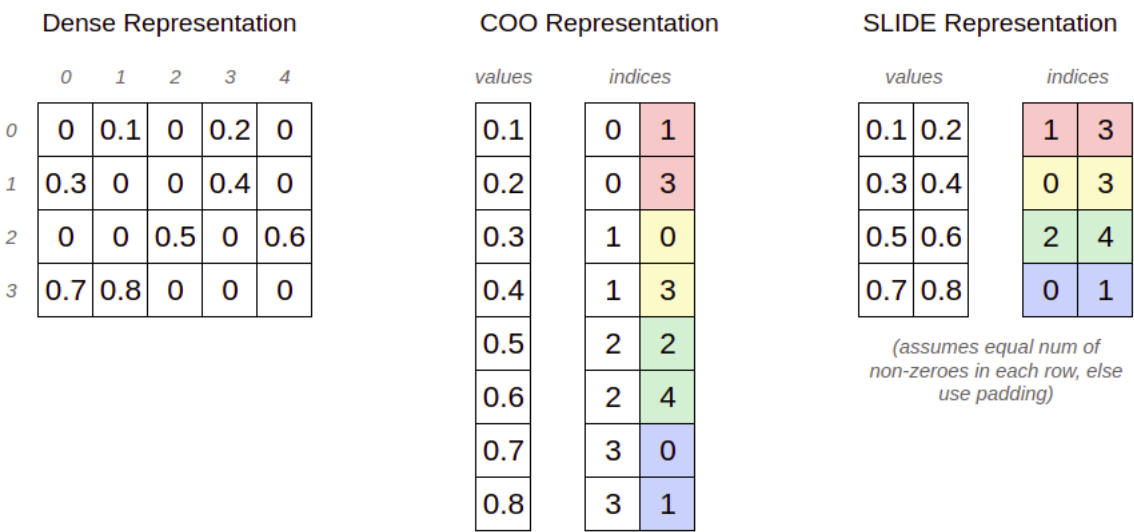 Dense Representation
0 1 2 3 4
0 0 0.1 0 0.2 0
1 0.3 0 0 0.4 0
2 0 0 0.5 0 0.6
3 0.7 0.8 0 0 0
COO Representation
values indices
0.1 0 1
0.2 0 3
0.3 1 0
0.4 1 3
0.5 2 2
0.6 2 4
0.7 3 0
0.8 3 1
SLIDE Representation
values indices
0.1 0.2 1 3
0.3 0.4 0 3
0.5 0.6 2 4
0.7 0.8 0 1
(assumes equal num of
non-zeroes in each row, else
use padding)